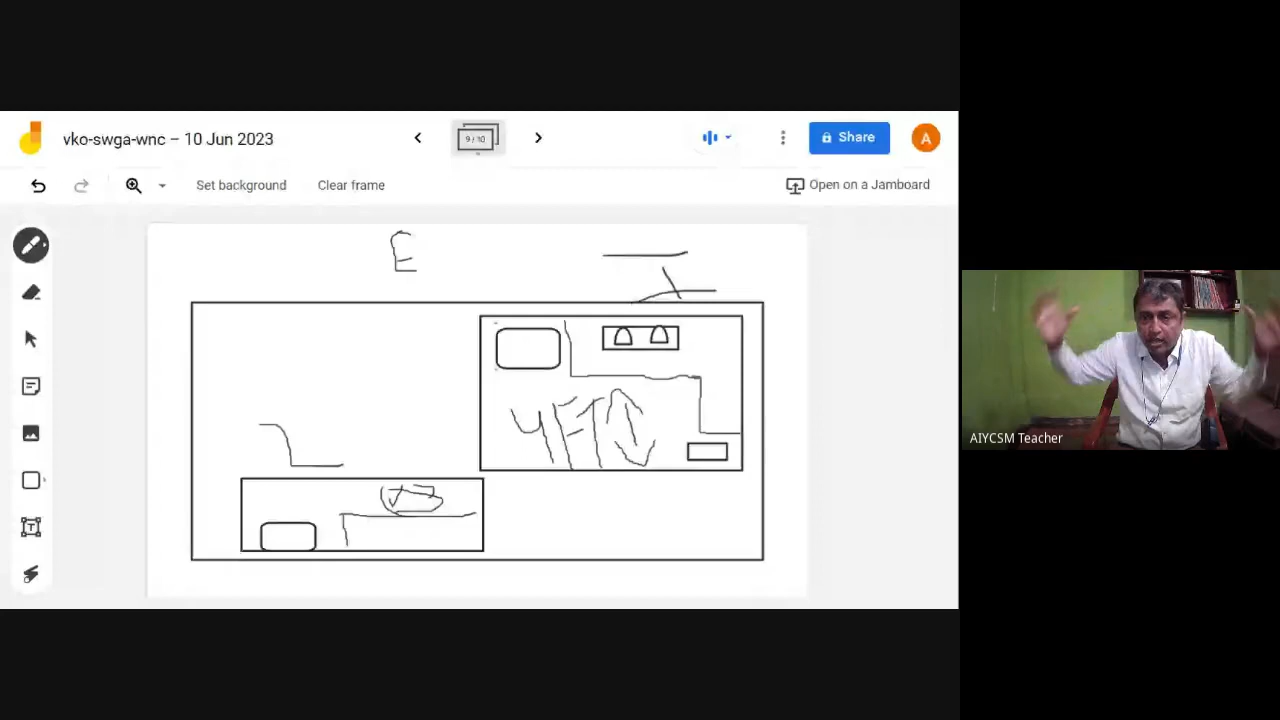 vko-swga-wnc – 10 Jun 2023
9 / 10
Share
A
Set background
Clear frame
Open on a Jamboard
E
AIYCSM Teacher